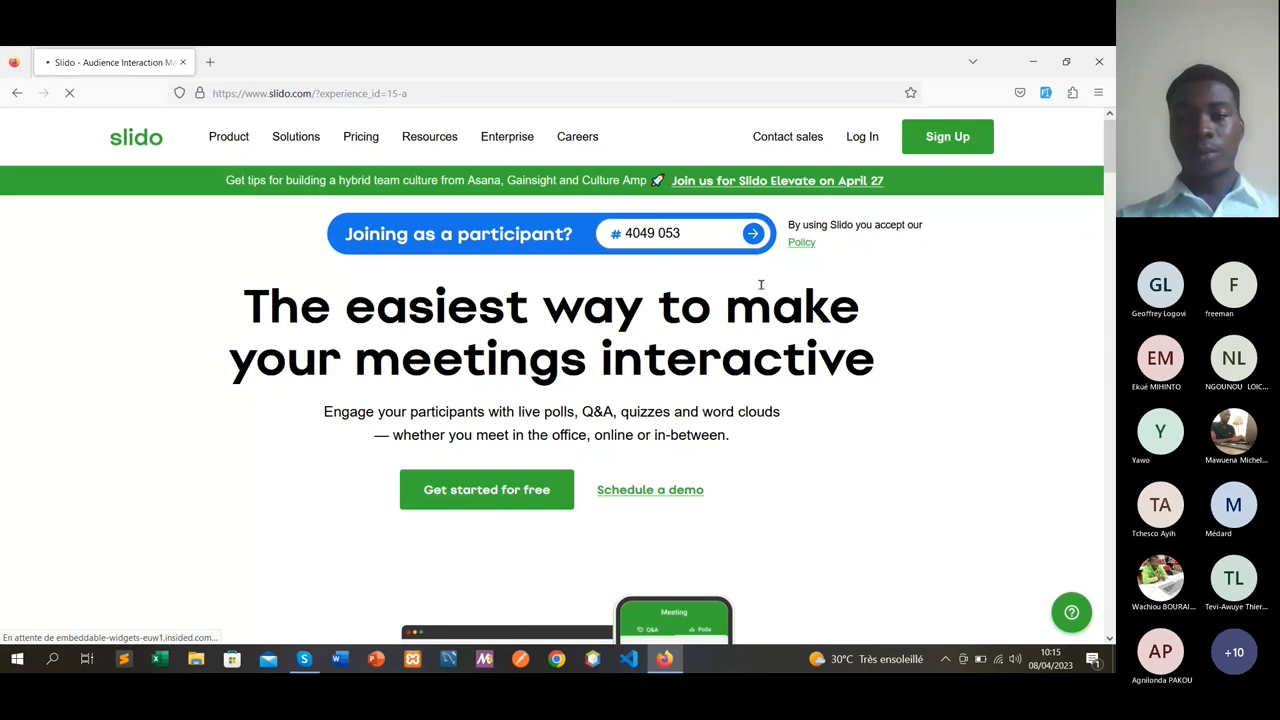 Slido - Audience Interaction Ma
https://www.slido.com/?experience_id=15-a
slido
Product
Solutions
Pricing
Resources
Enterprise
Careers
Contact sales
Log In
Sign Up
Get tips for building a hybrid team culture from Asana, Gainsight and Culture Amp 🚀 Join us for Slido Elevate on April 27
Joining as a participant?
# 4049 053
By using Slido you accept our
Policy
The easiest way to make
your meetings interactive
Engage your participants with live polls, Q&A, quizzes and word clouds
— whether you meet in the office, online or in-between.
Get started for free
Schedule a demo
Meeting
Q&A
Polls
En attente de embeddable-widgets-euw1.insided.com...
30°C Très ensoleillé
10:15
08/04/2023
1
GL
Geoffrey Logovi
F
freeman
EM
Ekué MIHINTO
NL
NGOUNOU LOIC...
Y
Yawo
Mawuena Michel...
TA
Tchesco Ayih
M
Médard
Wachiou BOURAI...
TL
Tevi-Awuye Thier...
AP
Agnilonda PAKOU
+10